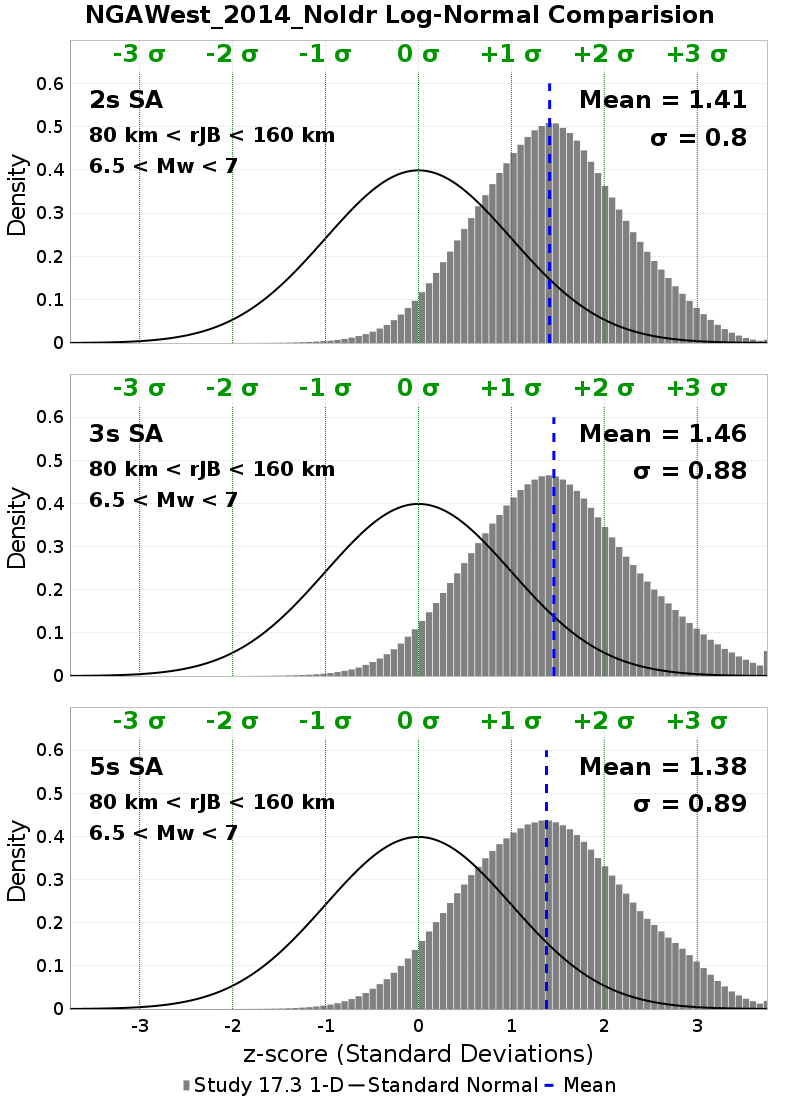 NGAWest_2014_NoIdr Log-Normal Comparision
-3 σ -2 σ -1 σ 0 σ +1 σ +2 σ +3 σ
2s SA
Mean = 1.41
80 km < rJB < 160 km
σ = 0.8
6.5 < Mw < 7
Density
0.6
0.5
0.4
0.3
0.2
0.1
0
-3 σ -2 σ -1 σ 0 σ +1 σ +2 σ +3 σ
3s SA
Mean = 1.46
80 km < rJB < 160 km
σ = 0.88
6.5 < Mw < 7
Density
0.6
0.5
0.4
0.3
0.2
0.1
0
-3 σ -2 σ -1 σ 0 σ +1 σ +2 σ +3 σ
5s SA
Mean = 1.38
80 km < rJB < 160 km
σ = 0.89
6.5 < Mw < 7
Density
0.6
0.5
0.4
0.3
0.2
0.1
0
-3 -2 -1 0 1 2 3
z-score (Standard Deviations)
Study 17.3 1-D Standard Normal Mean